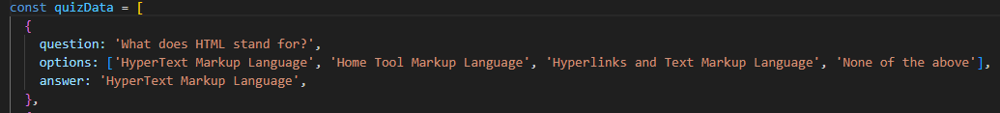 const quizData = [
{
question: 'What does HTML stand for?',
options: ['HyperText Markup Language', 'Home Tool Markup Language', 'Hyperlinks and Text Markup Language', 'None of the above'],
answer: 'HyperText Markup Language',
},